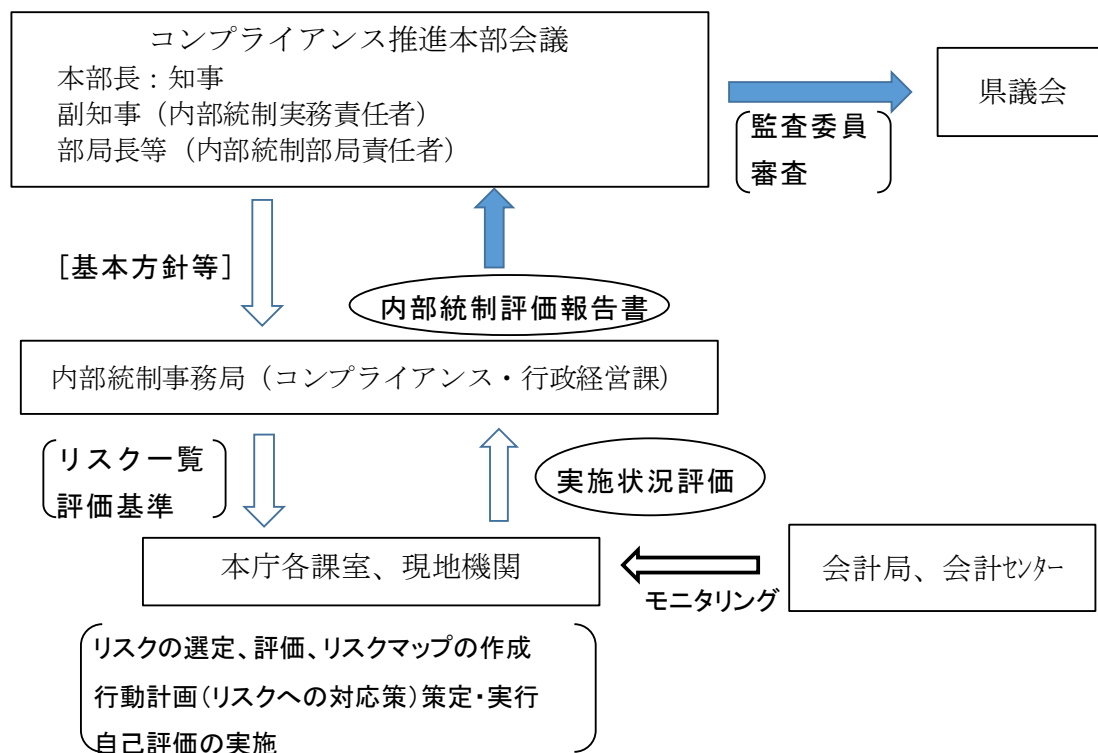 コンプライアンス推進本部会議
本部長：知事
副知事（内部統制実務責任者）
部局長等（内部統制部局責任者）
県議会
監査委員
審査
[基本方針等]
内部統制評価報告書
内部統制事務局（コンプライアンス・行政経営課）
リスク一覧
評価基準
実施状況評価
本庁各課室、現地機関
会計局、会計ｾﾝﾀｰ
モニタリング
リスクの選定、評価、リスクマップの作成
行動計画(リスクへの対応策)策定・実行
自己評価の実施